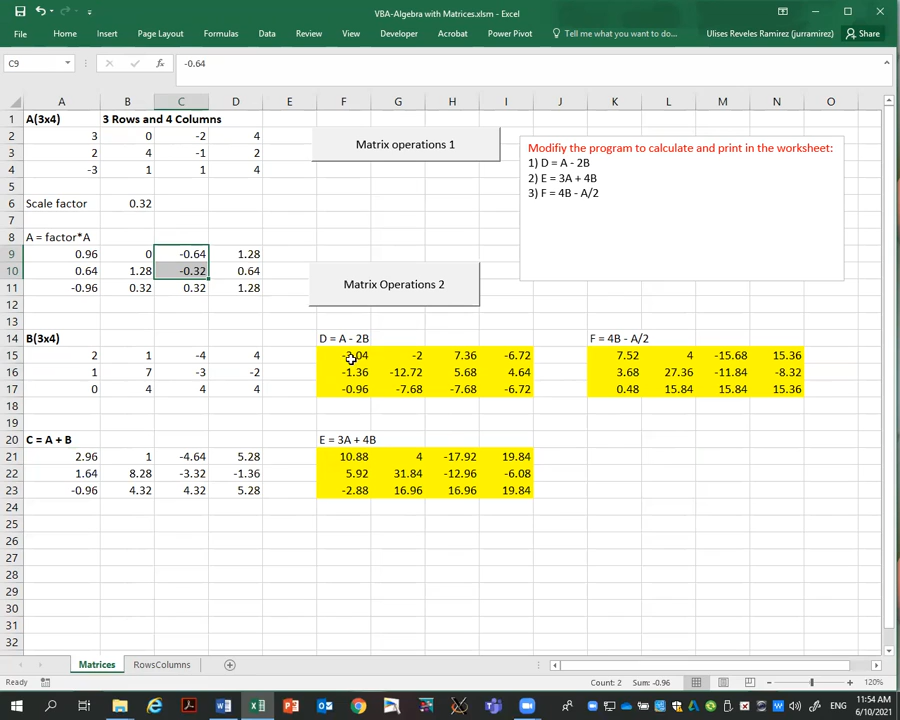 VBA-Algebra with Matrices.xlsm - Excel
File Home Insert Page Layout Formulas Data Review View Developer Acrobat Power Pivot Tell me what you want to do... Ulises Reveles Ramirez (jurramirez) Share
C9 fx -0.64
A B C D E F G H I J K L M N O
1 A(3x4) 3 Rows and 4 Columns
2 3 0 -2 4
Matrix operations 1
Modifiy the program to calculate and print in the worksheet:
3 2 4 -1 2
1) D = A - 2B
4 -3 1 1 4
2) E = 3A + 4B
5
3) F = 4B - A/2
6 Scale factor 0.32
7
8 A = factor*A
9 0.96 0 -0.64 1.28
10 0.64 1.28 -0.32 0.64
Matrix Operations 2
11 -0.96 0.32 0.32 1.28
12
13
14 B(3x4) D = A - 2B F = 4B - A/2
15 2 1 -4 4 -3.04 -2 7.36 -6.72 7.52 4 -15.68 15.36
16 1 7 -3 -2 -1.36 -12.72 5.68 4.64 3.68 27.36 -11.84 -8.32
17 0 4 4 4 -0.96 -7.68 -7.68 -6.72 0.48 15.84 15.84 15.36
18
19
20 C = A + B E = 3A + 4B
21 2.96 1 -4.64 5.28 10.88 4 -17.92 19.84
22 1.64 8.28 -3.32 -1.36 5.92 31.84 -12.96 -6.08
23 -0.96 4.32 4.32 5.28 -2.88 16.96 16.96 19.84
24
25
26
27
28
29
30
31
32
Matrices RowsColumns
Ready Count: 2 Sum: -0.96 120%
ENG 11:54 AM
6/10/2021